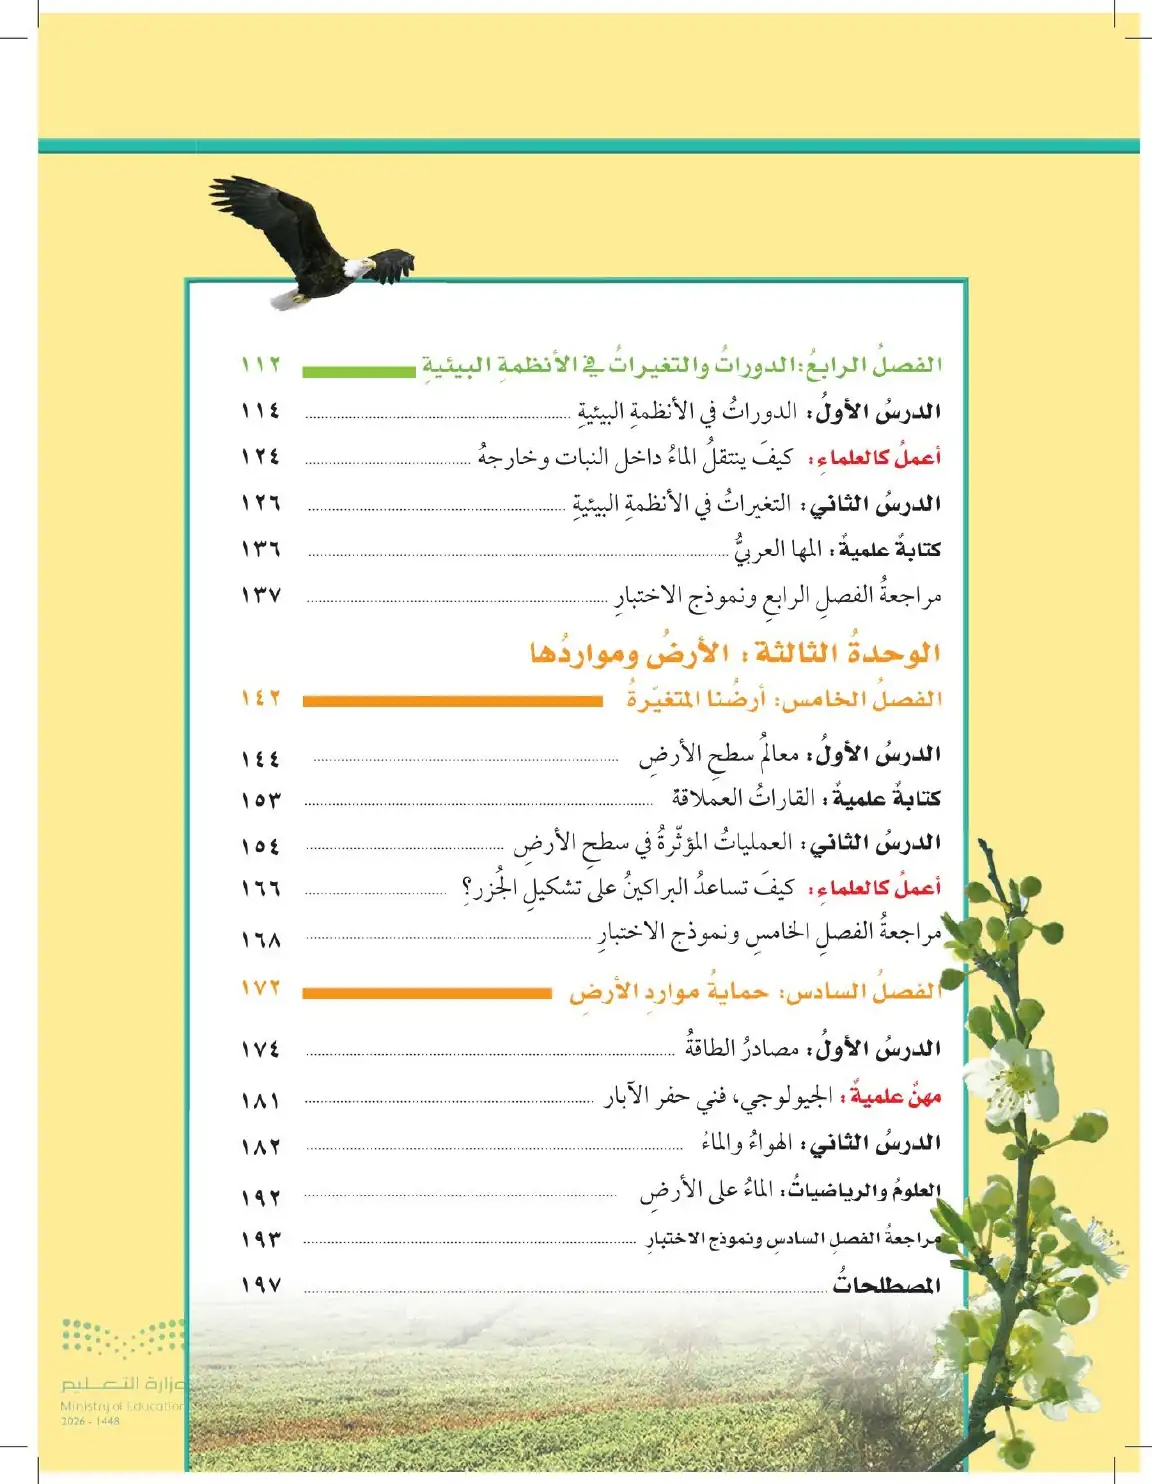 الفصلُ الرابعُ: الدوراتُ والتغيراتُ في الأنظمةِ البيئيةِ ١١٢
الدرسُ الأولُ: الدوراتُ في الأنظمةِ البيئيةِ ١١٤
أعملُ كالعلماءِ: كيفَ ينتقلُ الماءُ داخل النبات وخارجهُ ١٢٤
الدرسُ الثاني: التغيراتُ في الأنظمةِ البيئيةِ ١٢٦
كتابةٌ علميةٌ: المها العربيُّ ١٣٦
مراجعةُ الفصلِ الرابعِ ونموذج الاختبارِ ١٣٧
الوحدةُ الثالثة: الأرضُ ومواردُها
الفصلُ الخامس: أرضُنا المتغيّرةُ ١٤٢
الدرسُ الأولُ: معالمُ سطحِ الأرضِ ١٤٤
كتابةٌ علميةٌ: القاراتُ العملاقة ١٥٣
الدرسُ الثاني: العملياتُ المؤثّرةُ في سطحِ الأرضِ ١٥٤
أعملُ كالعلماءِ: كيفَ تساعدُ البراكينُ على تشكيلِ الجُزرِ؟ ١٦٦
مراجعةُ الفصلِ الخامسِ ونموذج الاختبارِ ١٦٨
الفصلُ السادس: حمايةُ مواردِ الأرضِ ١٧٢
الدرسُ الأولُ: مصادرُ الطاقةُ ١٧٤
مهنٌ علميةٌ: الجيولوجي، فني حفر الآبار ١٨١
الدرسُ الثاني: الهواءُ والماءُ ١٨٢
العلومُ والرياضياتُ: الماءُ على الأرضِ ١٩٢
مراجعةُ الفصلِ السادسِ ونموذج الاختبارِ ١٩٣
المصطلحاتُ ١٩٧
وزارة التعليم
Ministry of Education
2026 - 1448